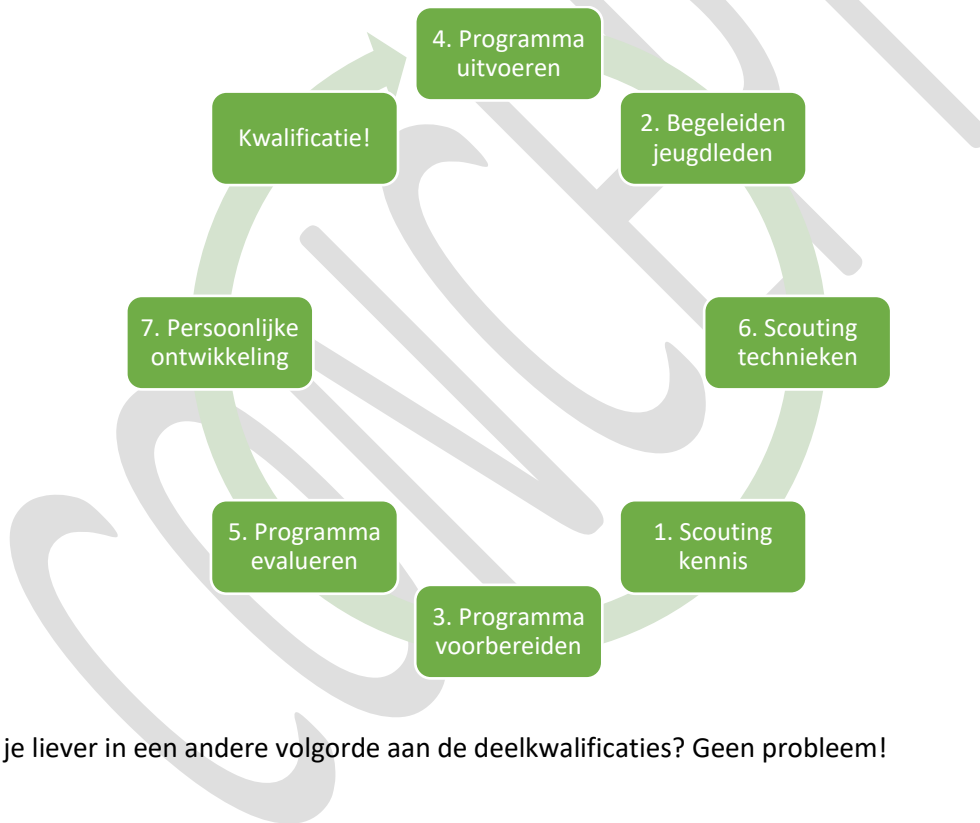 4. Programma
uitvoeren
2. Begeleiden
jeugdleden
6. Scouting
technieken
1. Scouting
kennis
3. Programma
voorbereiden
5. Programma
evalueren
7. Persoonlijke
ontwikkeling
Kwalificatie!
je liever in een andere volgorde aan de deelkwalificaties? Geen probleem!